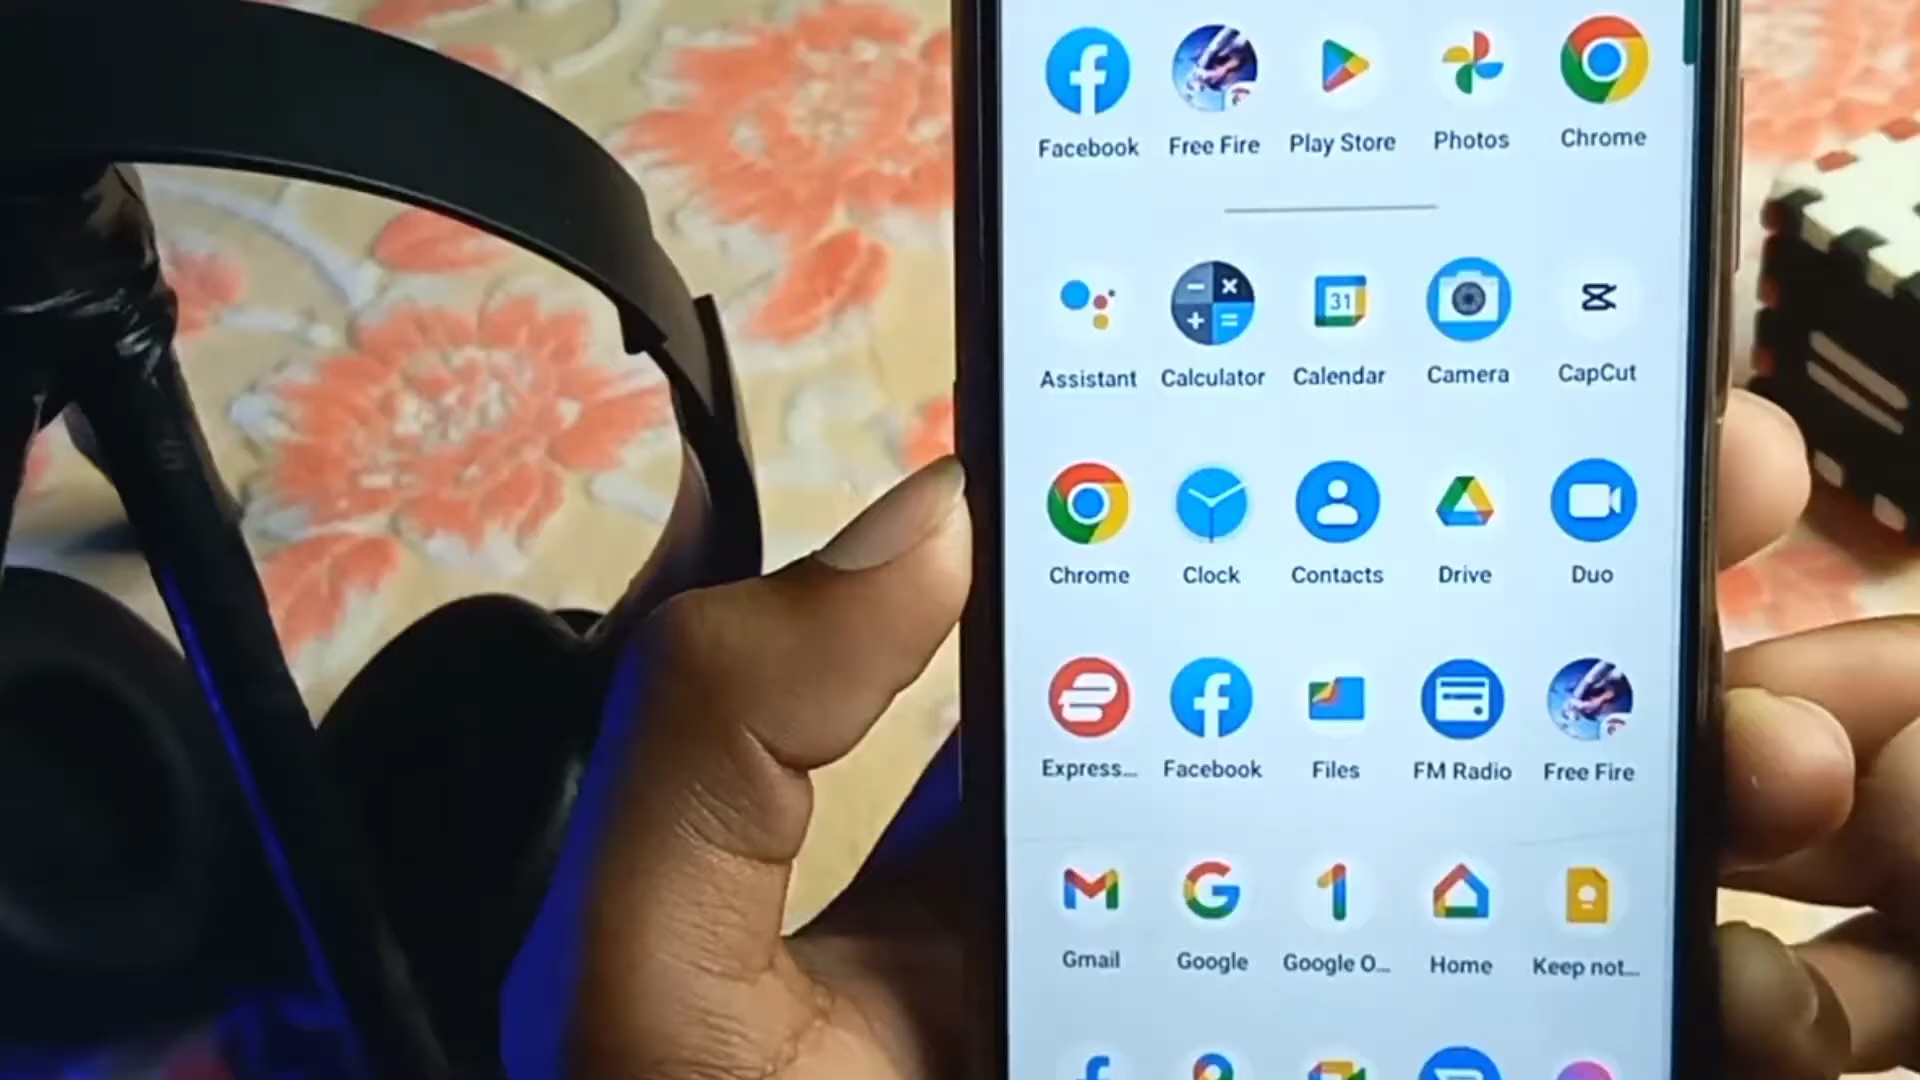 Facebook Free Fire Play Store Photos Chrome
31
Assistant Calculator Calendar Camera CapCut
Chrome Clock Contacts Drive Duo
Express... Facebook Files FM Radio Free Fire
Gmail Google Google O... Home Keep not...